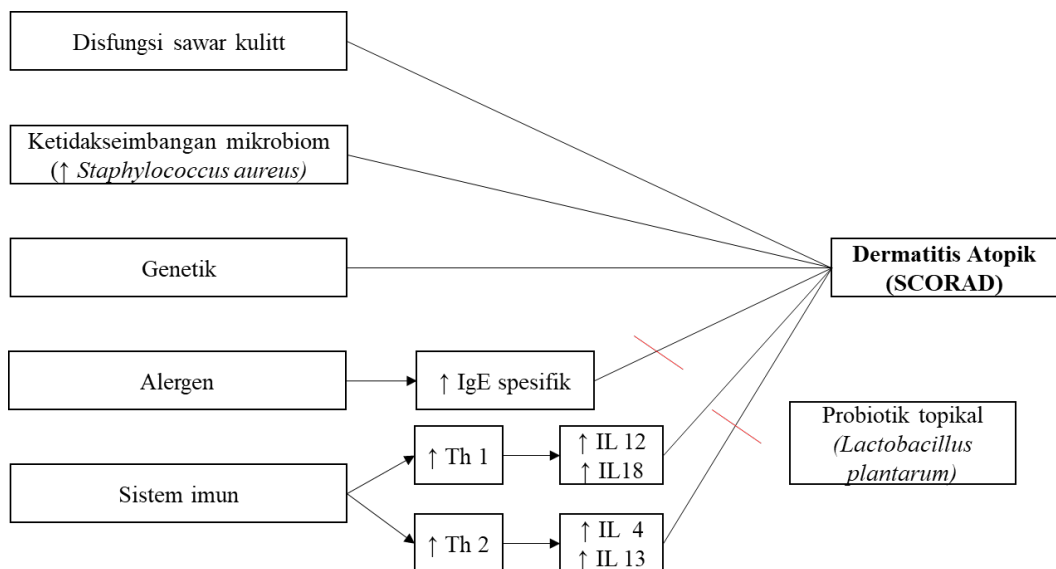 Disfungsi sawar kulitt
Ketidakseimbangan mikrobiom
(↑ Staphylococcus aureus)
Genetik
Dermatitis Atopik
(SCORAD)
Alergen
↑ IgE spesifik
Probiotik topikal
(Lactobacillus
plantarum)
Sistem imun
↑ Th 1
↑ IL 12
↑ IL18
↑ Th 2
↑ IL 4
↑ IL 13